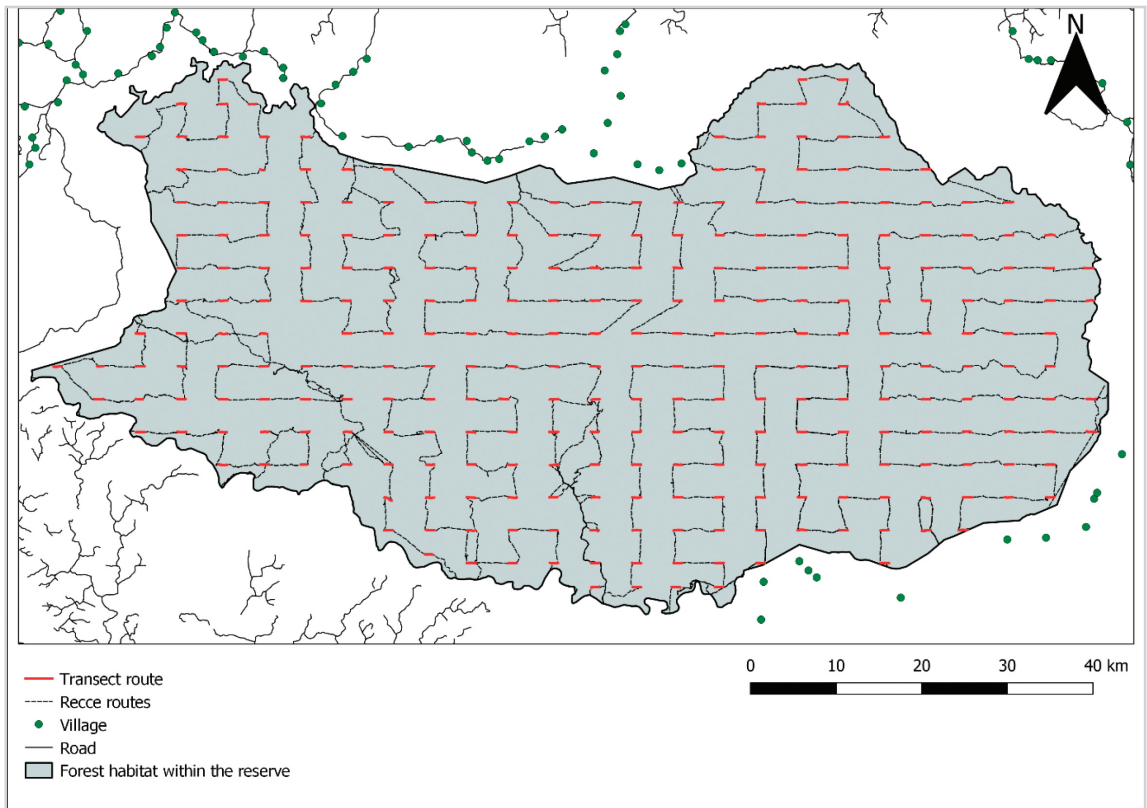 N
Transect route
Recce routes
Village
Road
Forest habitat within the reserve
0 10 20 30 40 km